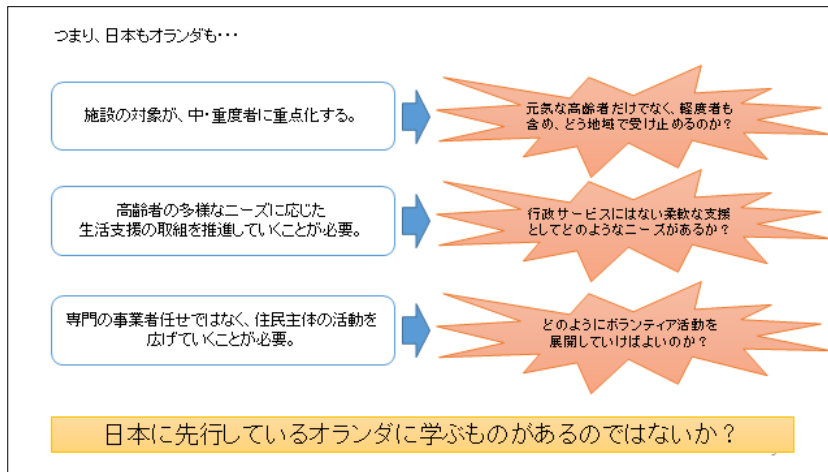 つまり、日本もオランダも・・・
施設の対象が、中・重度者に重点化する。
元気な高齢者だけでなく、軽度者も
含め、どう地域で受け止めるのか？
高齢者の多様なニーズに応じた
生活支援の取組を推進していくことが必要。
行政サービスにはない柔軟な支援
としてどのようなニーズがあるか？
専門の事業者任せではなく、住民主体の活動を
広げていくことが必要。
どのようにボランティア活動を
展開していけばよいのか？
日本に先行しているオランダに学ぶものがあるのではないか？